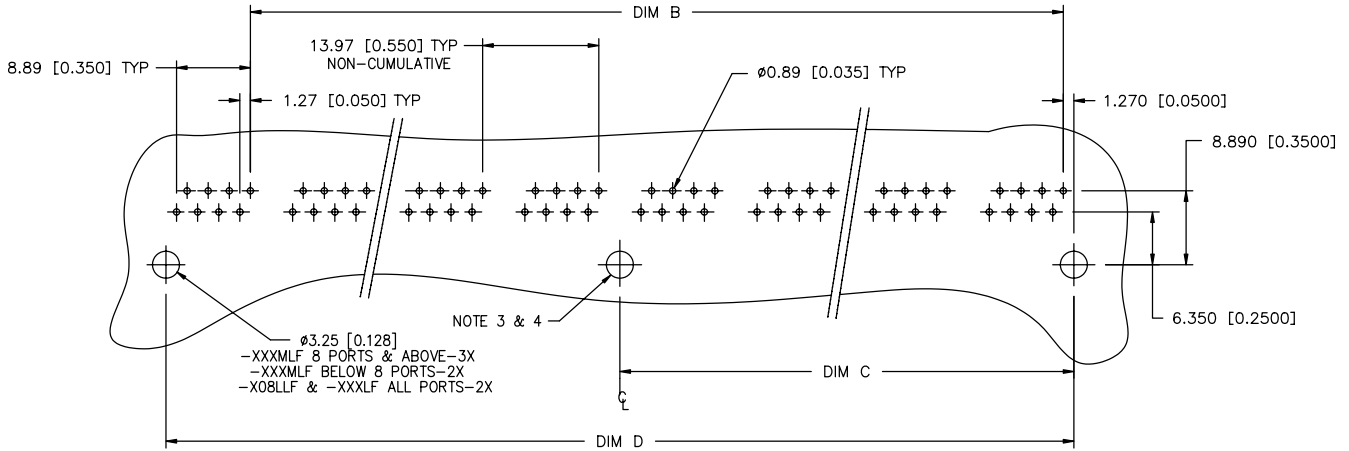 DIM B
13.97 [0.550] TYP
NON-CUMULATIVE
8.89 [0.350] TYP
ø0.89 [0.035] TYP
1.27 [0.050] TYP
1.270 [0.0500]
8.890 [0.3500]
NOTE 3 & 4
6.350 [0.2500]
ø3.25 [0.128]
-XXXMLF 8 PORTS & ABOVE-3X
-XXXMLF BELOW 8 PORTS-2X
-X08LLF & -XXXLF ALL PORTS-2X
DIM C
CL
DIM D